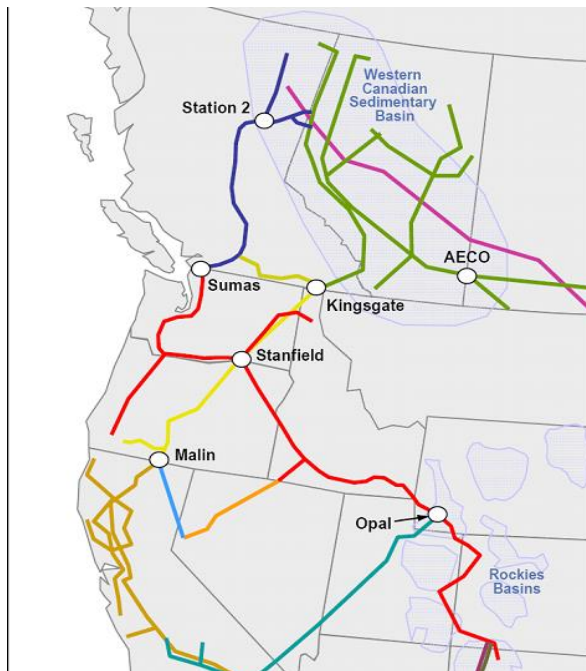 Western
Canadian
Sedimentary
Basin
Station 2
AECO
Sumas
Kingsgate
Stanfield
Malin
Opal
Rockies
Basins